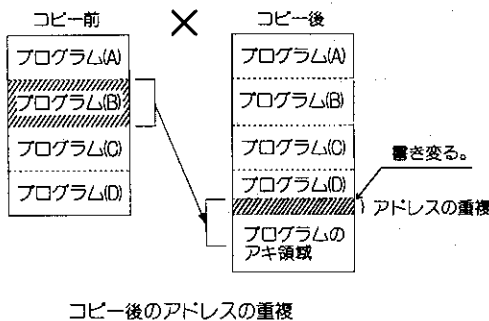 コピー前
コピー後
プログラム(A)
プログラム(B)
プログラム(C)
プログラム(D)
プログラム(A)
プログラム(B)
プログラム(C)
プログラム(D)
プログラムの
アキ領域
書き変る。
アドレスの重複
コピー後のアドレスの重複